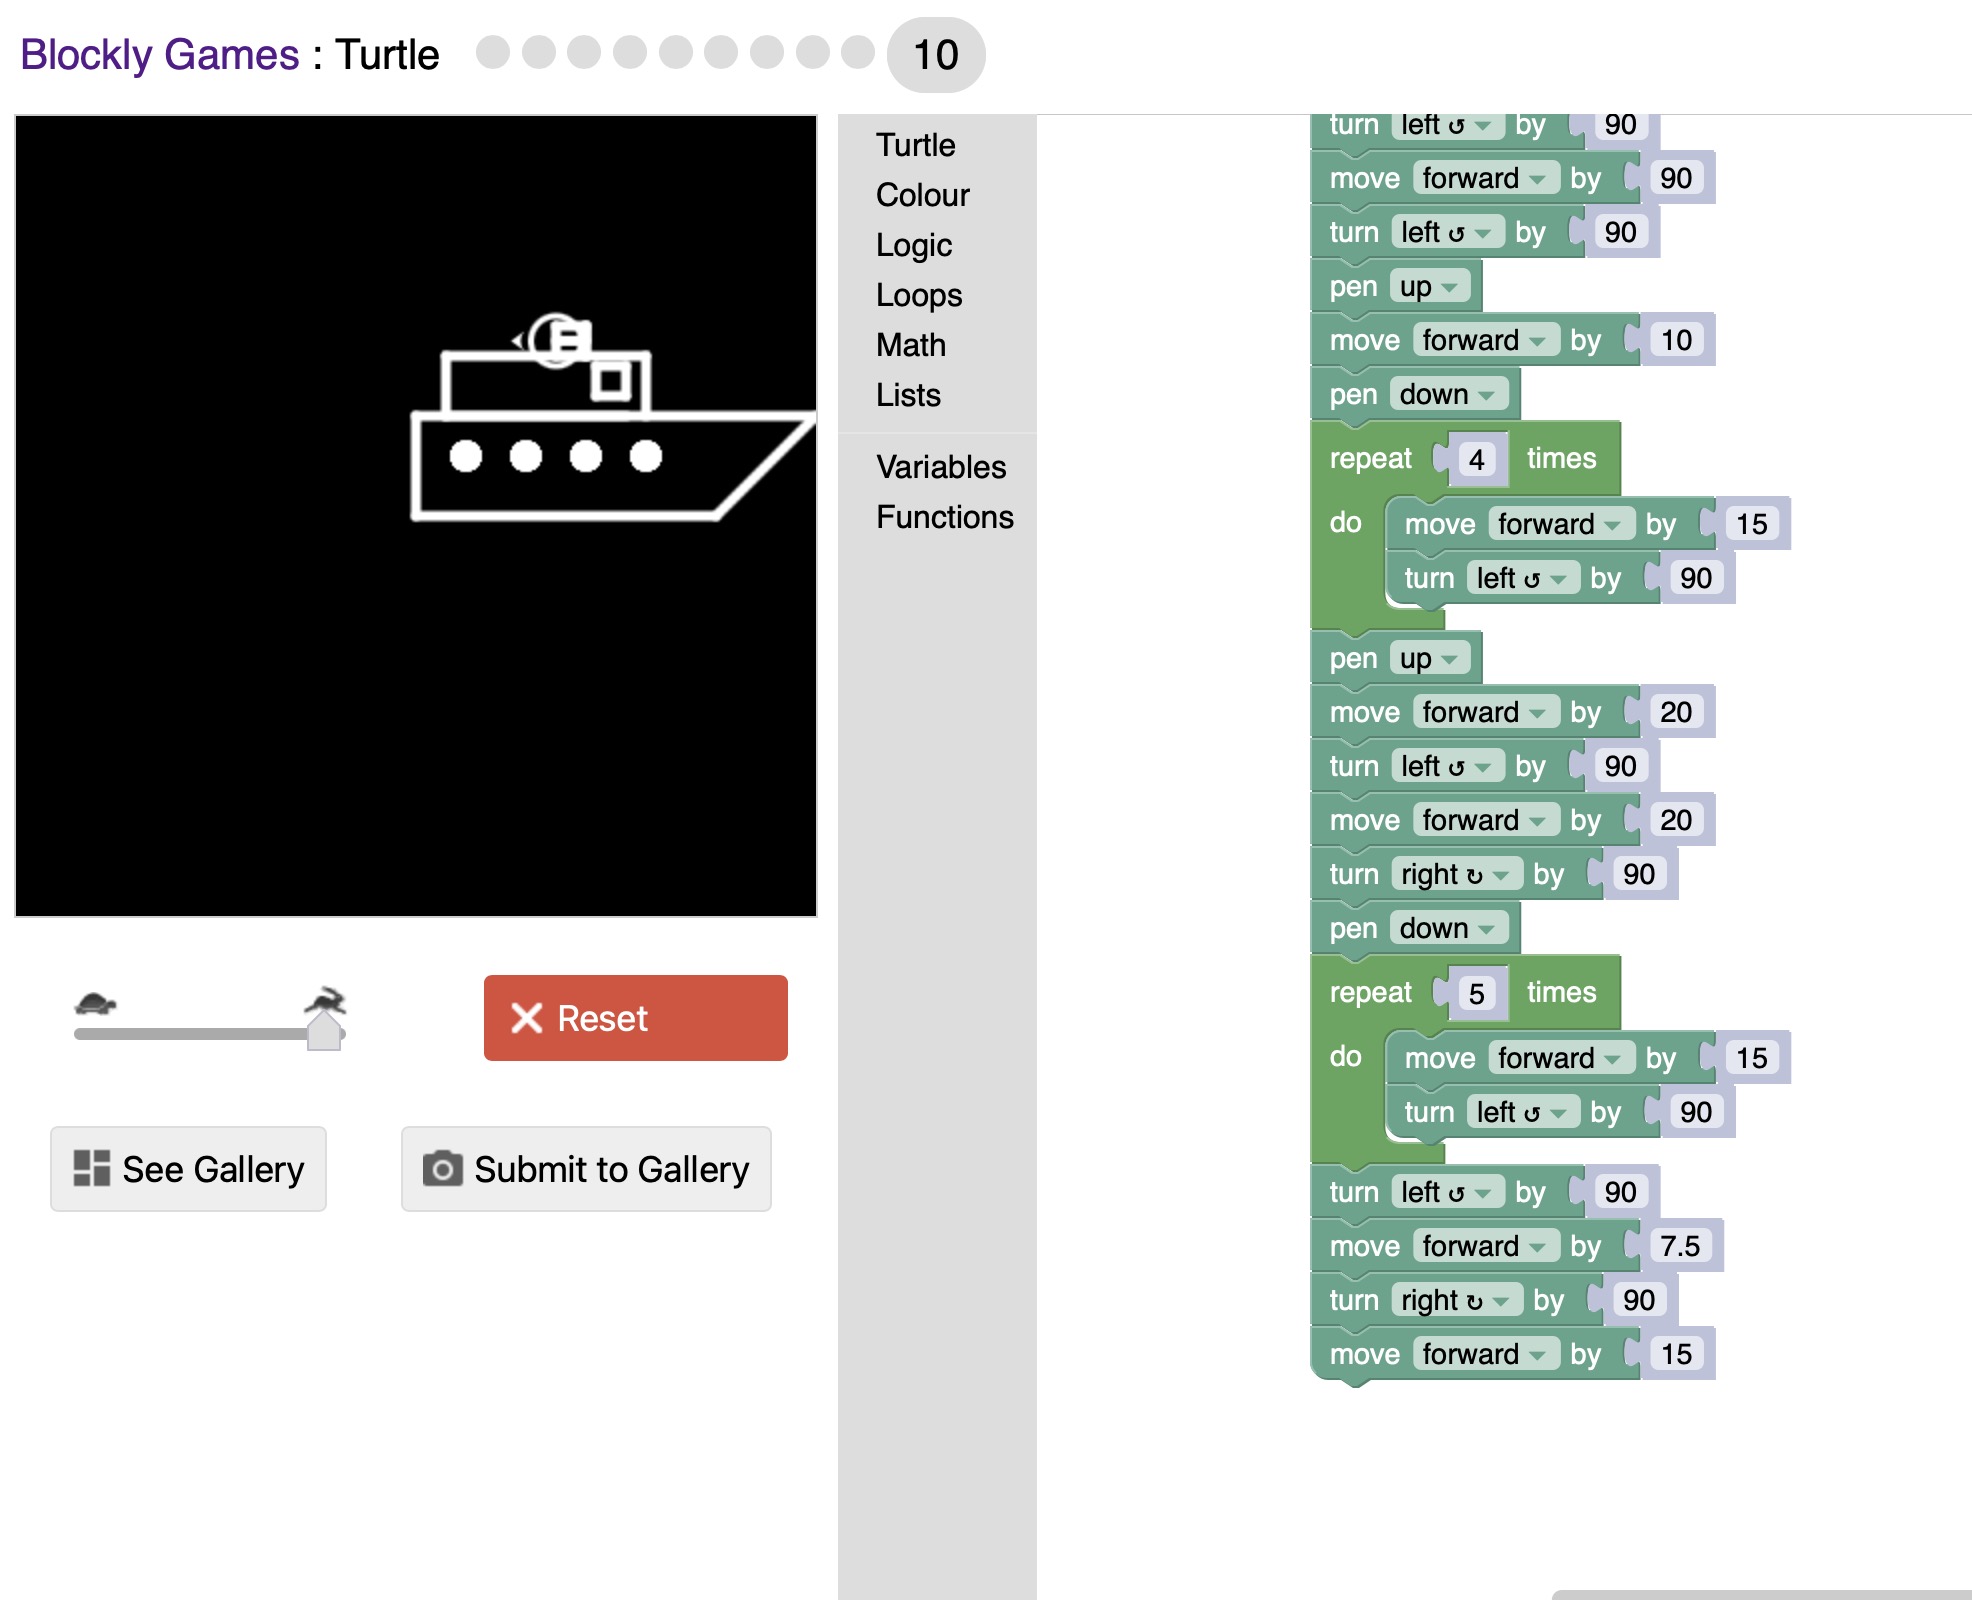 Blockly Games : Turtle 10
Turtle
Colour
Logic
Loops
Math
Lists
Variables
Functions
turn left ↺ by 90
move forward by 90
turn left ↺ by 90
pen up
move forward by 10
pen down
repeat 4 times
do move forward by 15
turn left ↺ by 90
pen up
move forward by 20
turn left ↺ by 90
move forward by 20
turn right ↻ by 90
pen down
repeat 5 times
do move forward by 15
turn left ↺ by 90
turn left ↺ by 90
move forward by 7.5
turn right ↻ by 90
move forward by 15
Reset
See Gallery
Submit to Gallery